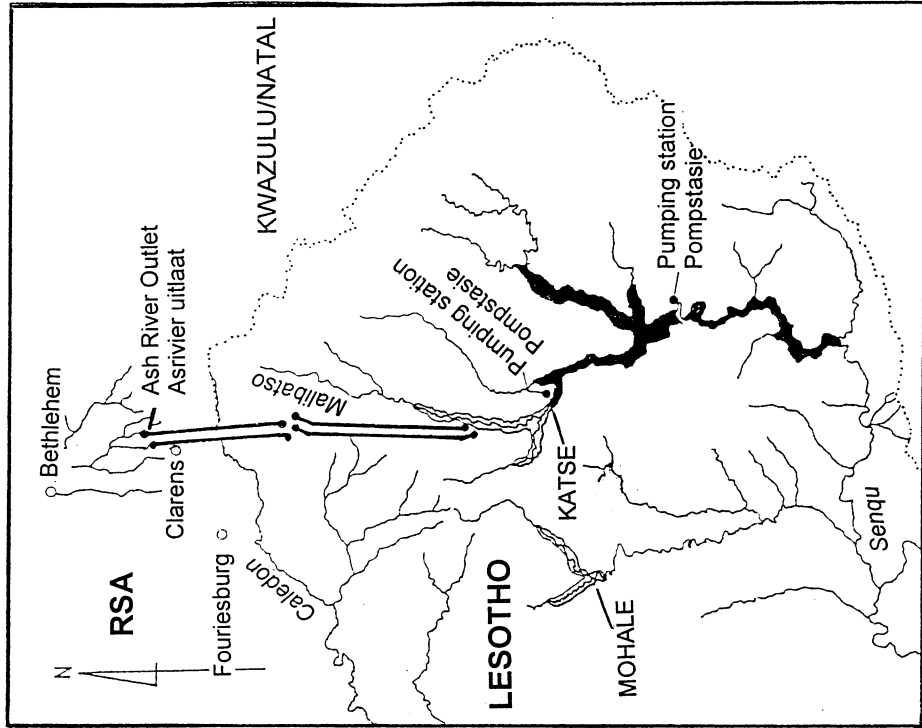 N
RSA
Bethlehem
Ash River Outlet
Asrivier uitlaat
Clarens
Fouriesburg
KWAZULU/NATAL
Caledon
Malibatso
Pumping station
Pompstasie
LESOTHO
KATSE
MOHALE
Pumping station
Pompstasie
Senqu